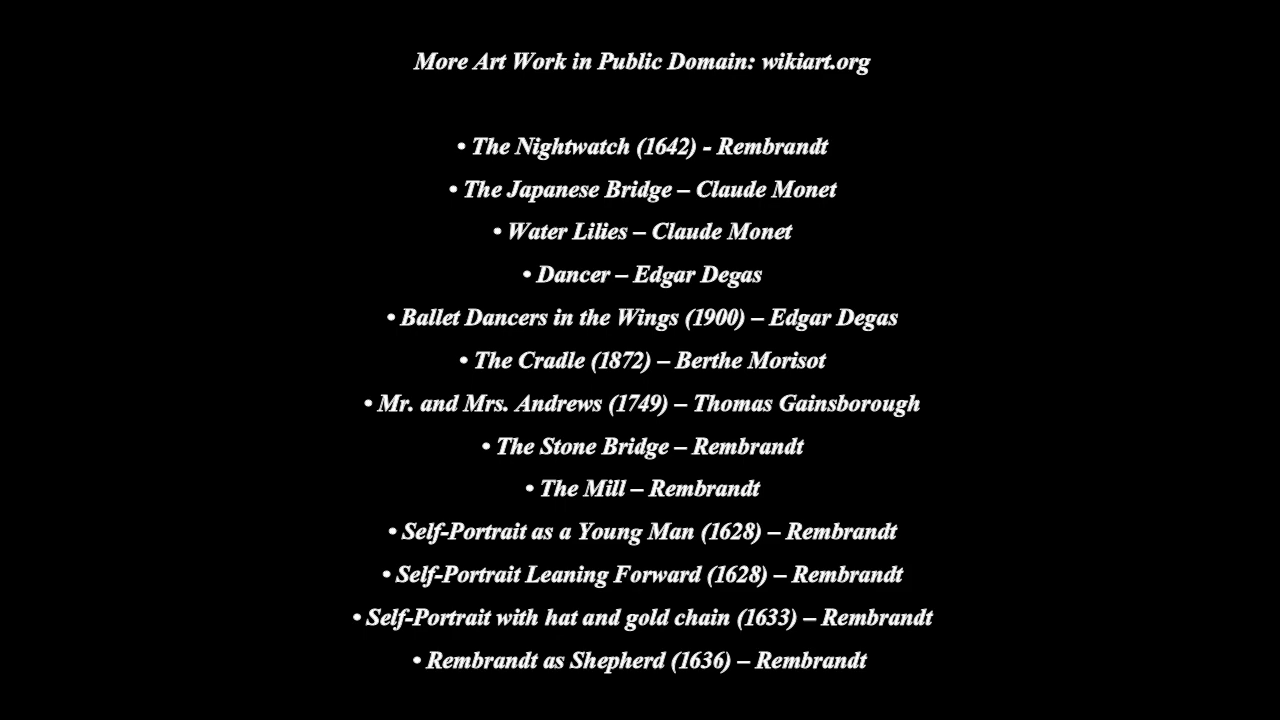 More Art Work in Public Domain: wikiart.org
• The Nightwatch (1642) - Rembrandt
• The Japanese Bridge – Claude Monet
• Water Lilies – Claude Monet
• Dancer – Edgar Degas
• Ballet Dancers in the Wings (1900) – Edgar Degas
• The Cradle (1872) – Berthe Morisot
• Mr. and Mrs. Andrews (1749) – Thomas Gainsborough
• The Stone Bridge – Rembrandt
• The Mill – Rembrandt
• Self-Portrait as a Young Man (1628) – Rembrandt
• Self-Portrait Leaning Forward (1628) – Rembrandt
• Self-Portrait with hat and gold chain (1633) – Rembrandt
• Rembrandt as Shepherd (1636) – Rembrandt